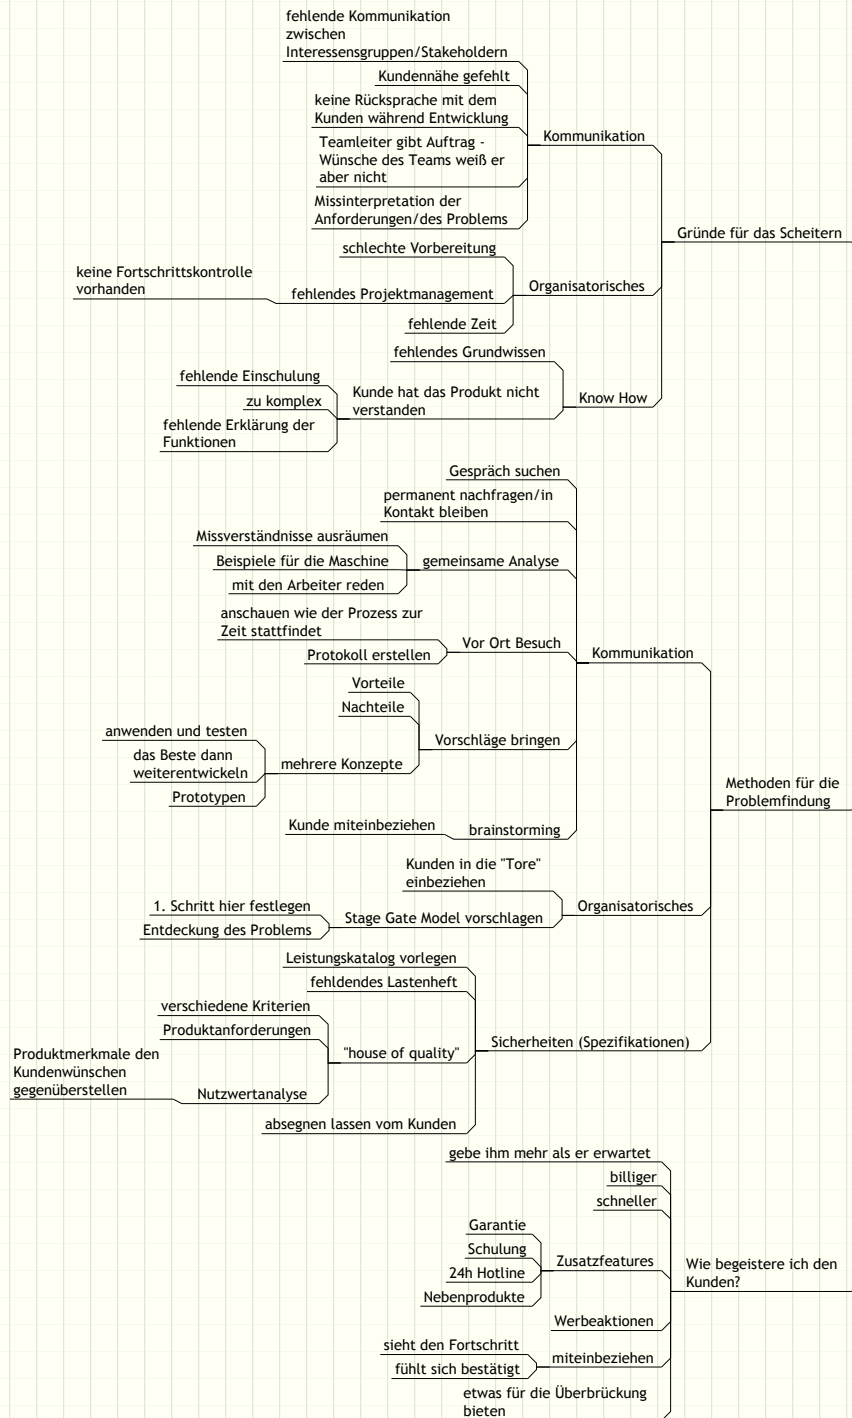 fehlende Kommunikation
zwischen
Interessensgruppen/Stakeholdern
Kundennähe gefehlt
keine Rücksprache mit dem
Kunden während Entwicklung
Kommunikation
Teamleiter gibt Auftrag -
Wünsche des Teams weiß er
aber nicht
Missinterpretation der
Anforderungen/des Problems
Gründe für das Scheitern
schlechte Vorbereitung
keine Fortschrittskontrolle
vorhanden
fehlendes Projektmanagement
Organisatorisches
fehlende Zeit
fehlendes Grundwissen
fehlende Einschulung
zu komplex
fehlende Erklärung der
Funktionen
Kunde hat das Produkt nicht
verstanden
Know How
Gespräch suchen
permanent nachfragen/in
Kontakt bleiben
Missverständnisse ausräumen
Beispiele für die Maschine
mit den Arbeiter reden
gemeinsame Analyse
anschauen wie der Prozess zur
Zeit stattfindet
Protokoll erstellen
Vor Ort Besuch
Kommunikation
Vorteile
Nachteile
anwenden und testen
das Beste dann
weiterentwickeln
Prototypen
mehrere Konzepte
Vorschläge bringen
Kunde miteinbeziehen
brainstorming
Methoden für die
Problemfindung
Kunden in die "Tore"
einbeziehen
1. Schritt hier festlegen
Entdeckung des Problems
Stage Gate Model vorschlagen
Organisatorisches
Leistungskatalog vorlegen
fehldendes Lastenheft
verschiedene Kriterien
Produktanforderungen
Produktmerkmale den
Kundenwünschen
gegenüberstellen
Nutzwertanalyse
"house of quality"
Sicherheiten (Spezifikationen)
absegnen lassen vom Kunden
gebe ihm mehr als er erwartet
billiger
schneller
Garantie
Schulung
24h Hotline
Nebenprodukte
Zusatzfeatures
Wie begeistere ich den
Kunden?
Werbeaktionen
sieht den Fortschritt
fühlt sich bestätigt
miteinbeziehen
etwas für die Überbrückung
bieten